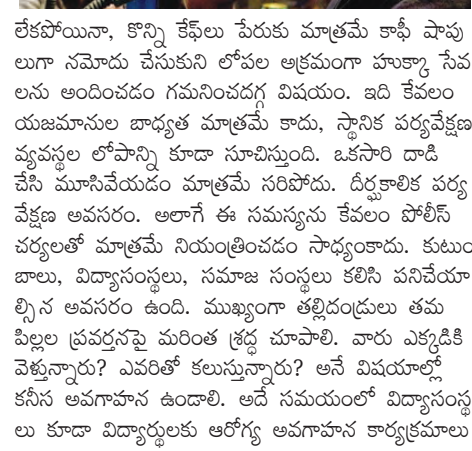 లేకపోయినా, కొన్ని కేఫ్‌లు పేరుకు మాత్రమే కాఫీ షాపు
లుగా నమోదు చేసుకుని లోపల అక్రమంగా హుక్కా సేవ
లను అందించడం గమనించదగ్గ విషయం. ఇది కేవలం
యజమానుల బాధ్యత మాత్రమే కాదు, స్థానిక పర్యవేక్షణ
వ్యవస్థల లోపాన్ని కూడా సూచిస్తుంది. ఒకసారి దాడి
చేసి మూసివేయడం మాత్రమే సరిపోదు. దీర్ఘకాలిక పర్య
వేక్షణ అవసరం. అలాగే ఈ సమస్యను కేవలం పోలీస్
చర్యలతో మాత్రమే నియంత్రించడం సాధ్యంకాదు. కుటుం
బాలు, విద్యాసంస్థలు, సమాజ సంస్థలు కలిసి పనిచేయా
ల్సిన అవసరం ఉంది. ముఖ్యంగా తల్లిదండ్రులు తమ
పిల్లల ప్రవర్తనపై మరింత శ్రద్ధ చూపాలి. వారు ఎక్కడికి
వెళ్తున్నారు? ఎవరితో కలుస్తున్నారు? అనే విషయాల్లో
కనీస అవగాహన ఉండాలి. అదే సమయంలో విద్యాసంస్థ
లు కూడా విద్యార్థులకు ఆరోగ్య అవగాహన కార్యక్రమాలు